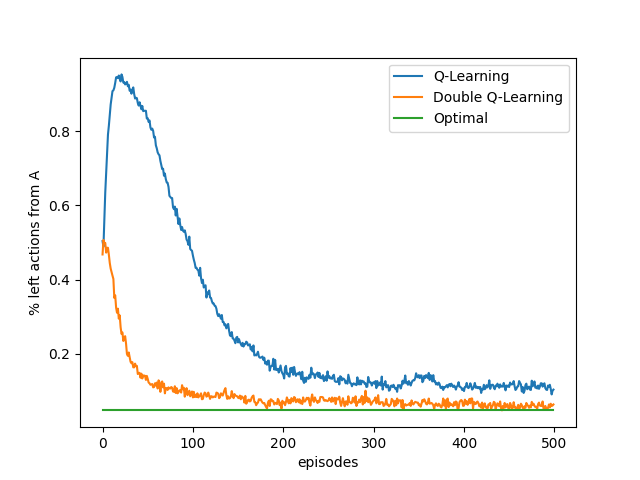 Q-Learning
Double Q-Learning
Optimal
% left actions from A
0.8
0.6
0.4
0.2
0 100 200 300 400 500
episodes